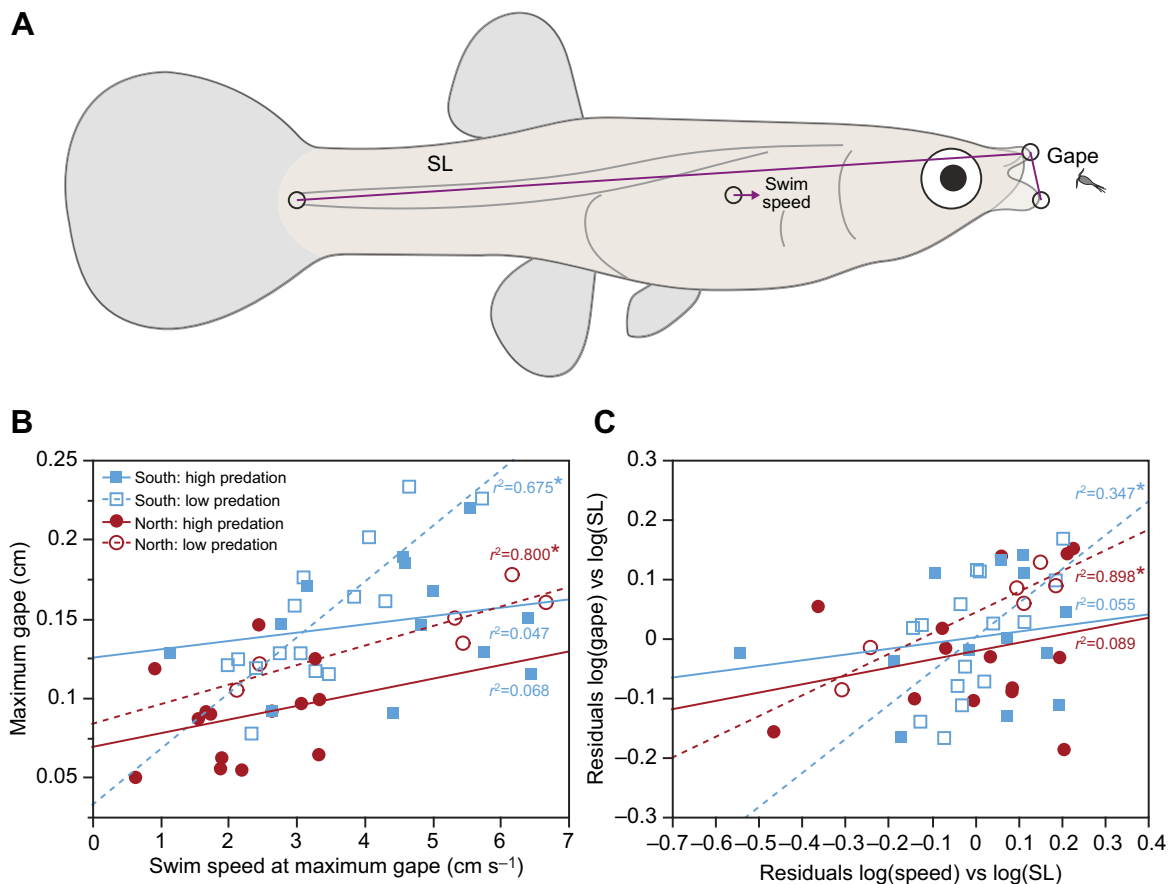 A
SL
Swim
speed
Gape
B
0.25
0.2
0.15
0.1
0.05
Maximum gape (cm)
South: high predation
South: low predation
North: high predation
North: low predation
r²=0.675*
r²=0.800*
r²=0.047
r²=0.068
0 1 2 3 4 5 6 7
Swim speed at maximum gape (cm s⁻¹)
C
0.3
0.2
0.1
0
–0.1
–0.2
–0.3
Residuals log(gape) vs log(SL)
r²=0.347*
r²=0.898*
r²=0.055
r²=0.089
–0.7 –0.6 –0.5 –0.4 –0.3 –0.2 –0.1 0 0.1 0.2 0.3 0.4
Residuals log(speed) vs log(SL)